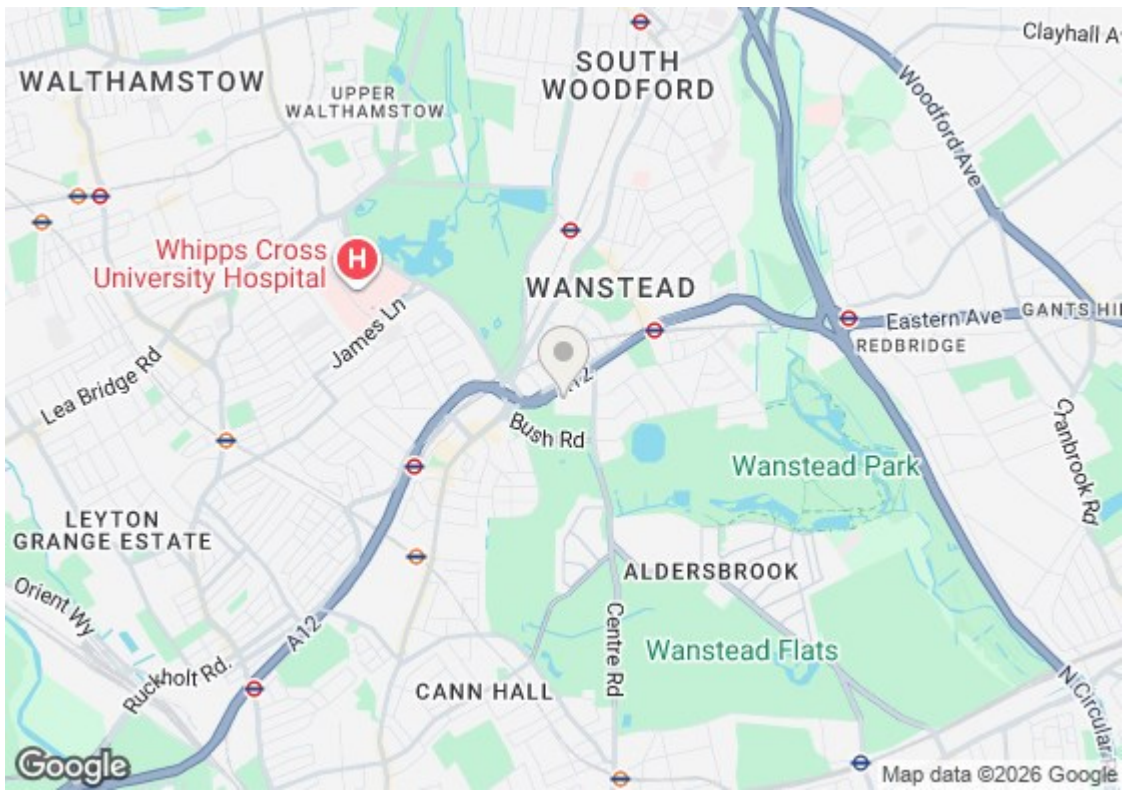 Clayhall Av
SOUTH
WOODFORD
WALTHAMSTOW
UPPER
WALTHAMSTOW
Woodford Ave
Whipps Cross
University Hospital
H
WANSTEAD
James Ln
Eastern Ave
GANTS HIL
REDBRIDGE
Lea Bridge Rd
A12
Bush Rd
Cranbrook Rd
Wanstead Park
LEYTON
GRANGE ESTATE
ALDERSBROOK
Orient Wy
A12
Centre Rd
Wanstead Flats
Ruckholt Rd.
CANN HALL
N Circular
Google
Map data ©2026 Google